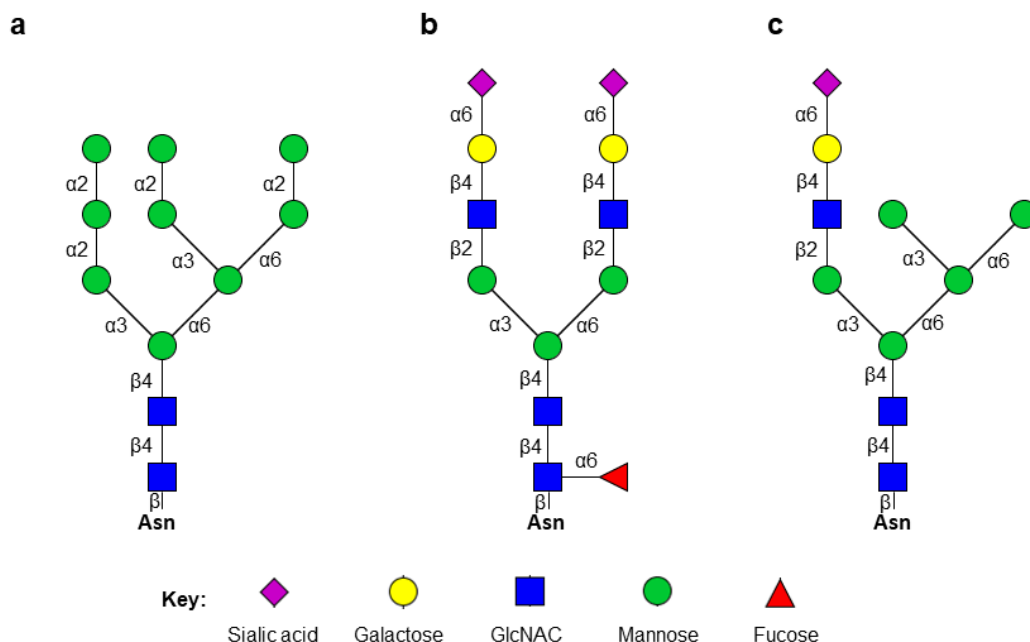 a b c
α6 α6 α6
α2 α2 α2 β4 β4 β4
α2 α3 α6 β2 β2 β2 α3 α6
α3 α6 α3 α6 α3 α6
β4 β4 β4
β4 β4 α6 β4
β β β
Asn Asn Asn
Key:
Sialic acid Galactose GlcNAC Mannose Fucose